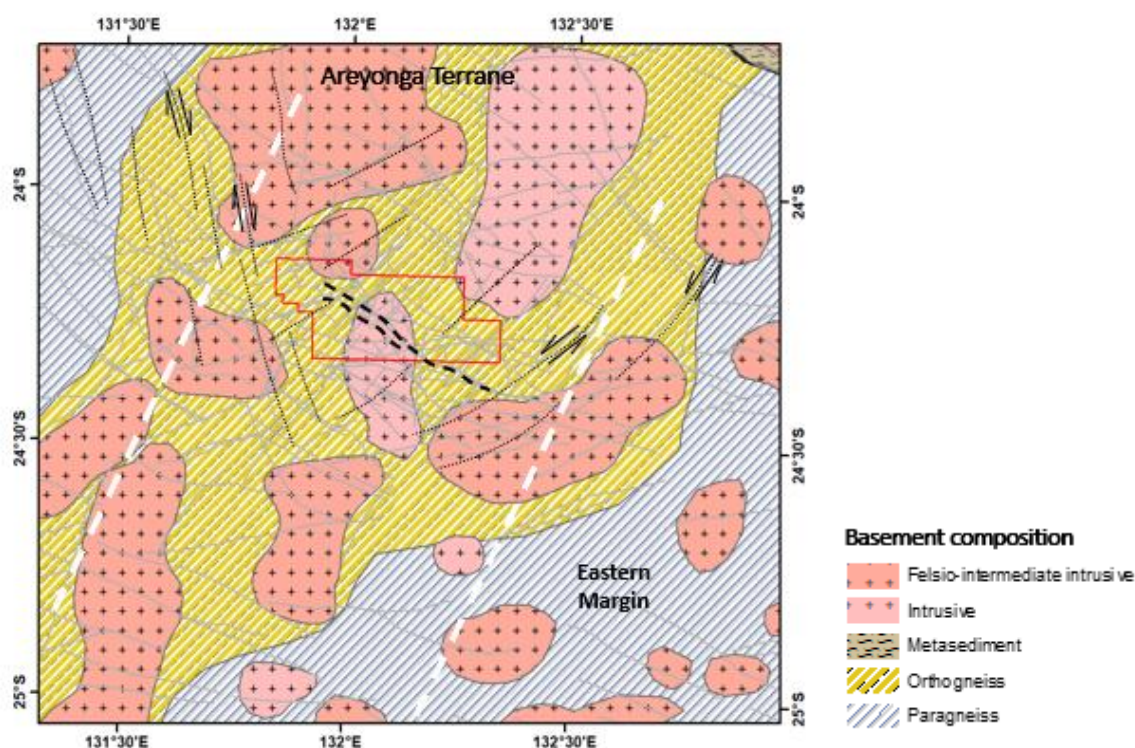 131°30'E
132°E
132°30'E
Areyonga Terrane
24°S
24°S
24°30'S
24°30'S
Eastern
Margin
25°S
25°S
131°30'E
132°E
132°30'E
Basement composition
Felsio-intermediate intrusive
Intrusive
Metasediment
Orthogneiss
Paragneiss